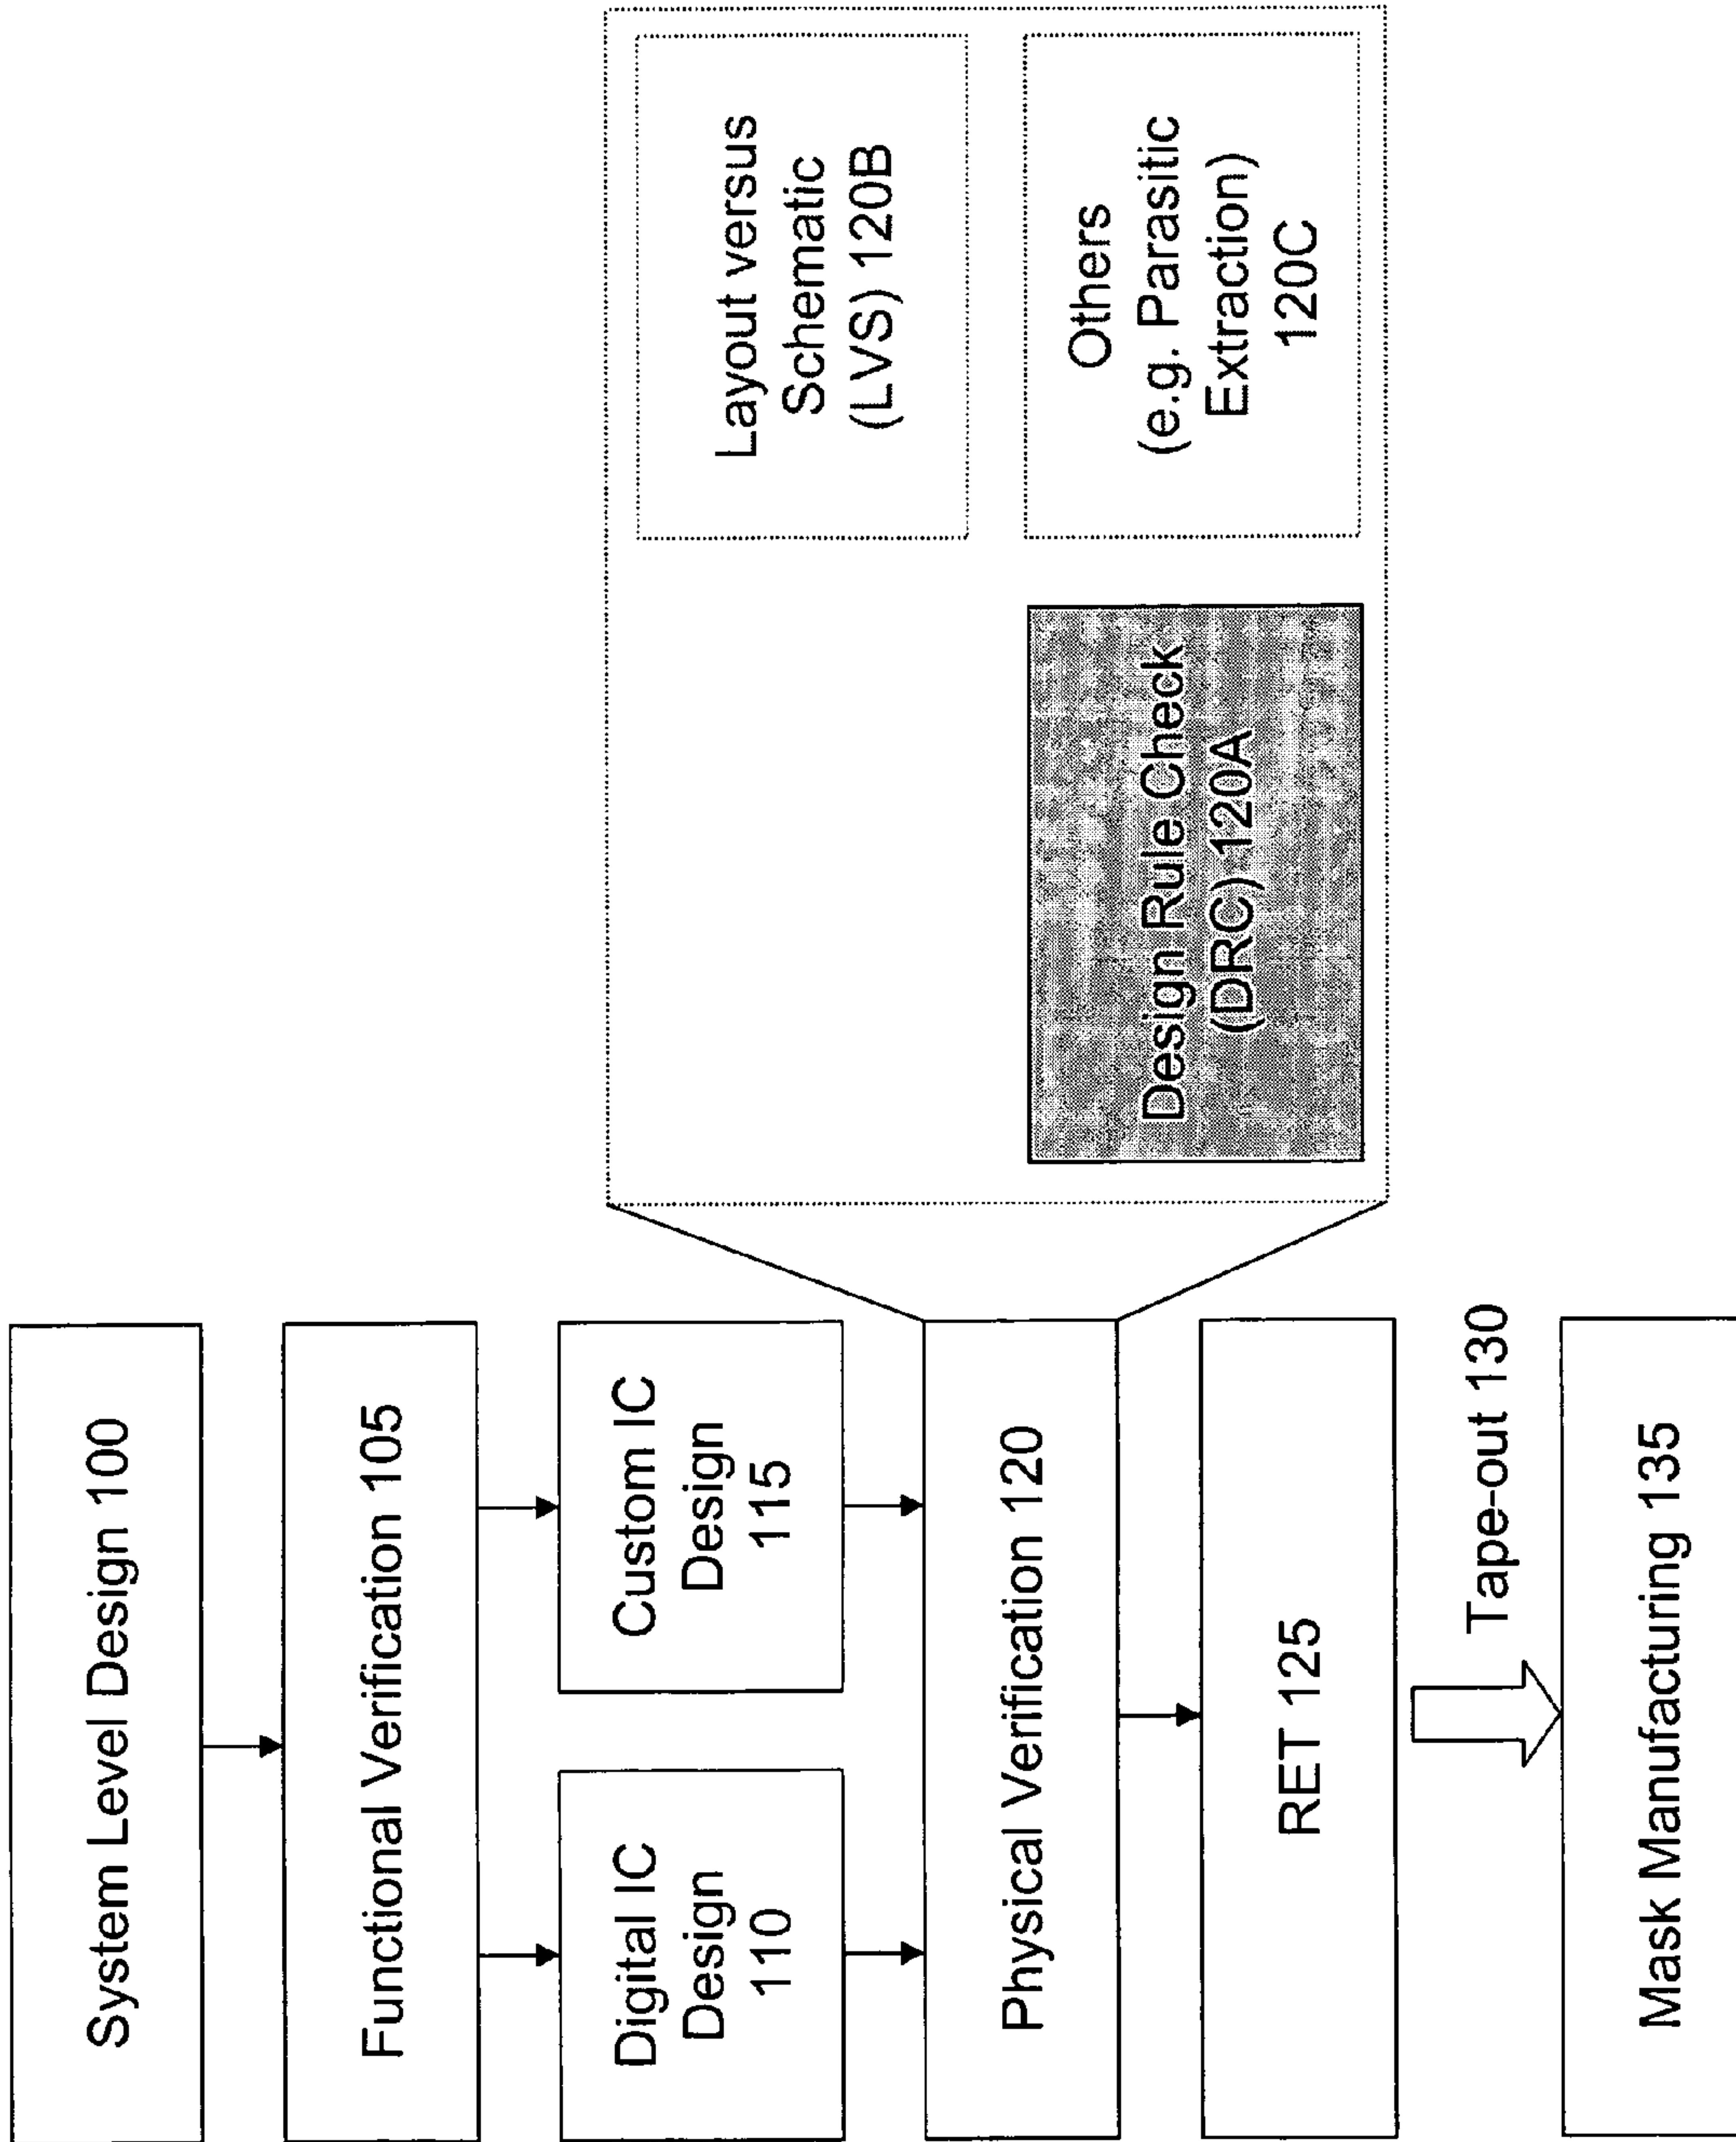 System Level Design 100
Functional Verification 105
Digital IC
Design
110
Custom IC
Design
115
Physical Verification 120
RET 125
Tape-out 130
Mask Manufacturing 135
Design Rule Check
(DRC) 120A
Layout versus
Schematic
(LVS) 120B
Others
(e.g. Parasitic
Extraction)
120C